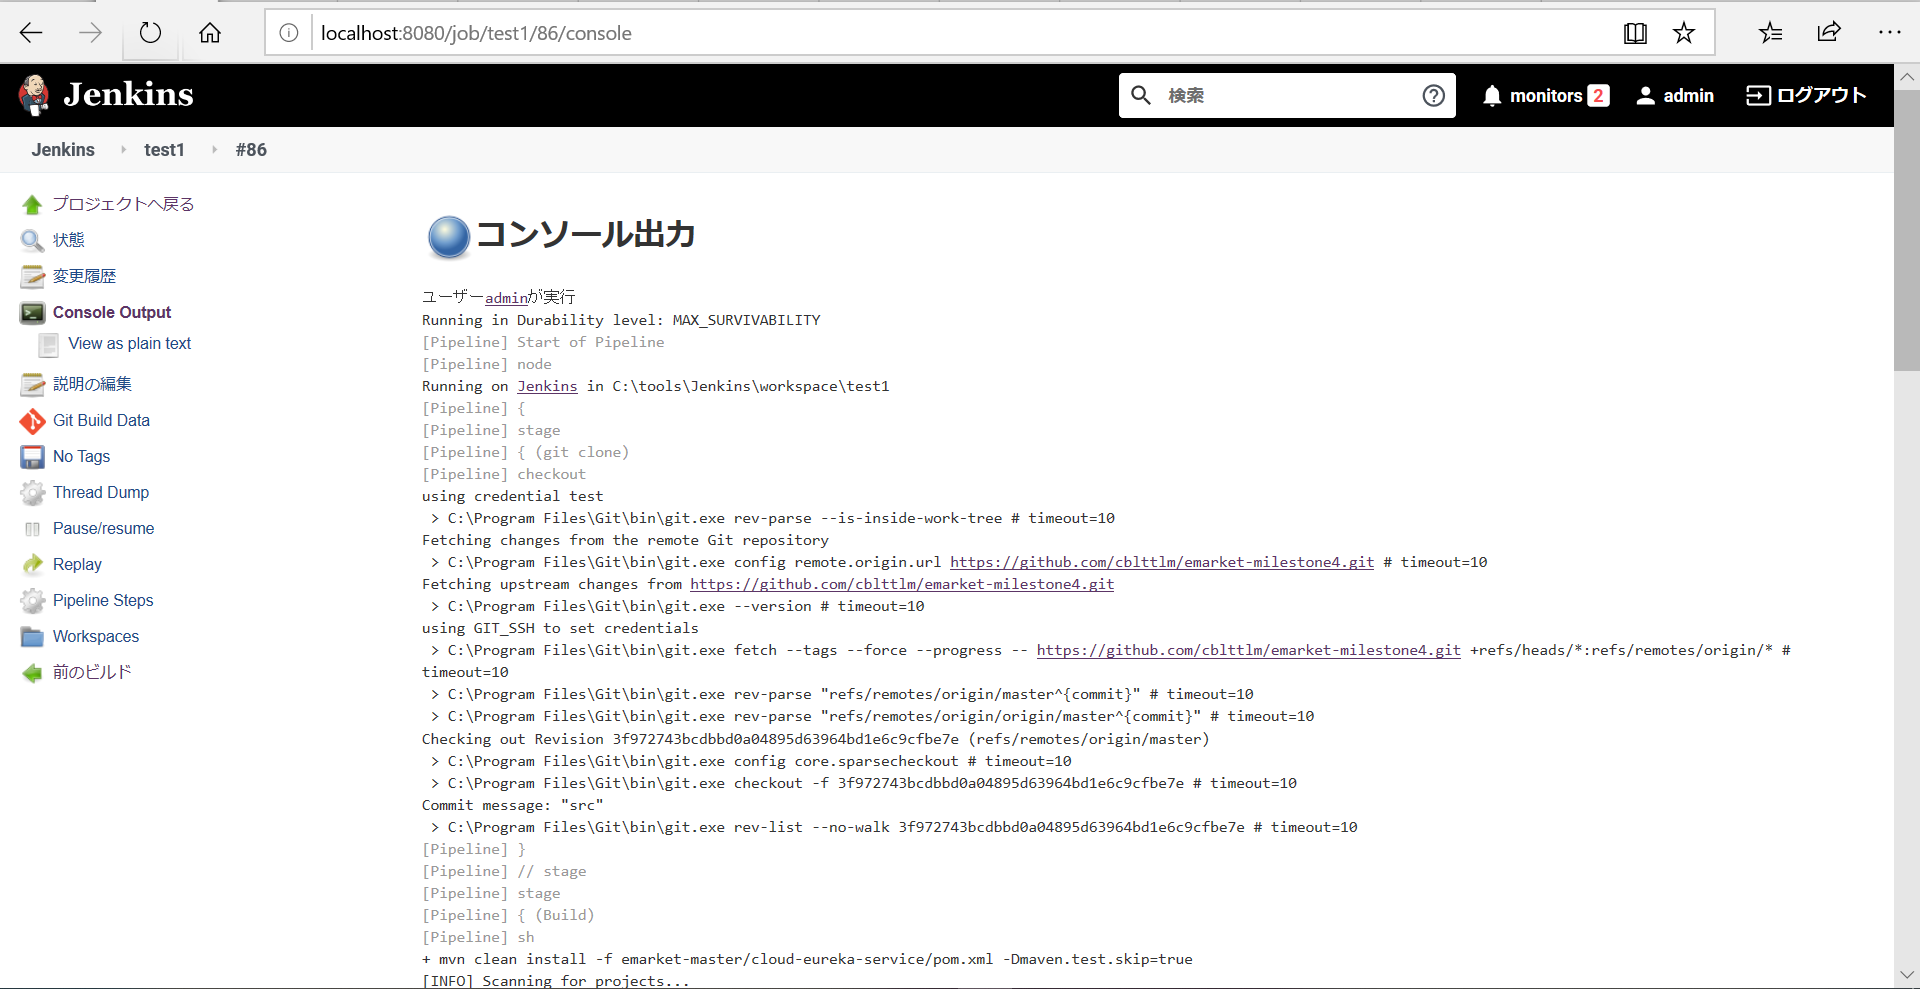 localhost:8080/job/test1/86/console
Jenkins
検索
monitors 2
admin
ログアウト
Jenkins
test1
#86
プロジェクトへ戻る
状態
変更履歴
Console Output
View as plain text
説明の編集
Git Build Data
No Tags
Thread Dump
Pause/resume
Replay
Pipeline Steps
Workspaces
前のビルド
コンソール出力
ユーザーadminが実行
Running in Durability level: MAX_SURVIVABILITY
[Pipeline] Start of Pipeline
[Pipeline] node
Running on Jenkins in C:\tools\Jenkins\workspace\test1
[Pipeline] {
[Pipeline] stage
[Pipeline] { (git clone)
[Pipeline] checkout
using credential test
 > C:\Program Files\Git\bin\git.exe rev-parse --is-inside-work-tree # timeout=10
Fetching changes from the remote Git repository
 > C:\Program Files\Git\bin\git.exe config remote.origin.url https://github.com/cblttlm/emarket-milestone4.git # timeout=10
Fetching upstream changes from https://github.com/cblttlm/emarket-milestone4.git
 > C:\Program Files\Git\bin\git.exe --version # timeout=10
using GIT_SSH to set credentials
 > C:\Program Files\Git\bin\git.exe fetch --tags --force --progress -- https://github.com/cblttlm/emarket-milestone4.git +refs/heads/*:refs/remotes/origin/* #
timeout=10
 > C:\Program Files\Git\bin\git.exe rev-parse "refs/remotes/origin/master^{commit}" # timeout=10
 > C:\Program Files\Git\bin\git.exe rev-parse "refs/remotes/origin/origin/master^{commit}" # timeout=10
Checking out Revision 3f972743bcdbbd0a04895d63964bd1e6c9cfbe7e (refs/remotes/origin/master)
 > C:\Program Files\Git\bin\git.exe config core.sparsecheckout # timeout=10
 > C:\Program Files\Git\bin\git.exe checkout -f 3f972743bcdbbd0a04895d63964bd1e6c9cfbe7e # timeout=10
Commit message: "src"
 > C:\Program Files\Git\bin\git.exe rev-list --no-walk 3f972743bcdbbd0a04895d63964bd1e6c9cfbe7e # timeout=10
[Pipeline] }
[Pipeline] // stage
[Pipeline] stage
[Pipeline] { (Build)
[Pipeline] sh
+ mvn clean install -f emarket-master/cloud-eureka-service/pom.xml -Dmaven.test.skip=true
[INFO] Scanning for projects...